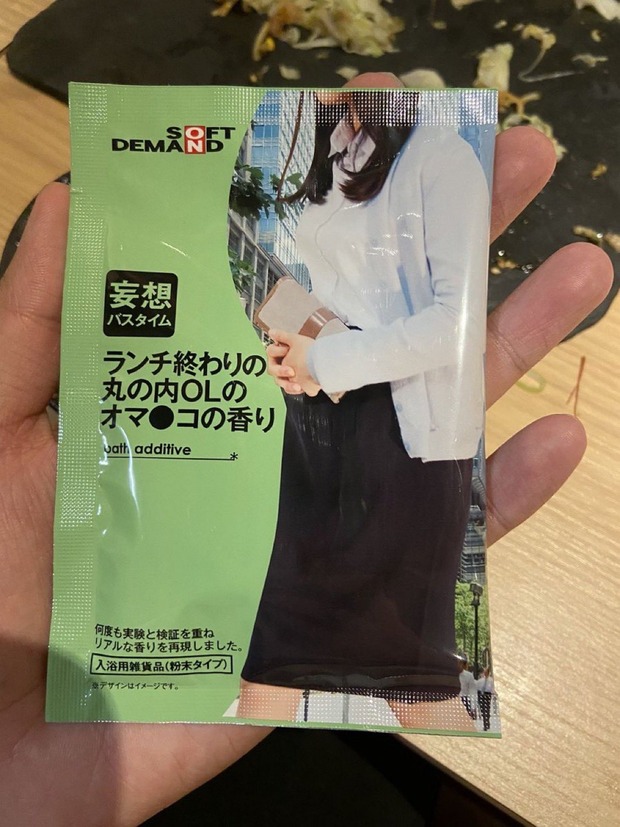 SOFT
ON
DEMAND
妄想
バスタイム
ランチ終わりの
丸の内OLの
オマ●コの香り
bath additive
*
何度も実験と検証を重ね
リアルな香りを再現しました。
入浴用雑貨品(粉末タイプ)
※デザインはイメージです。